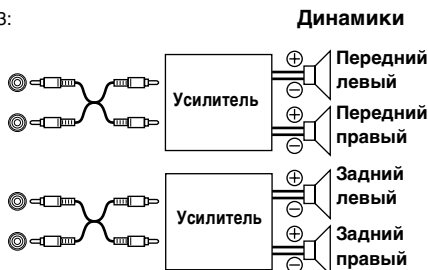 3:
Динамики
Передний
левый
Усилитель
Передний
правый
Задний
левый
Усилитель
Задний
правый